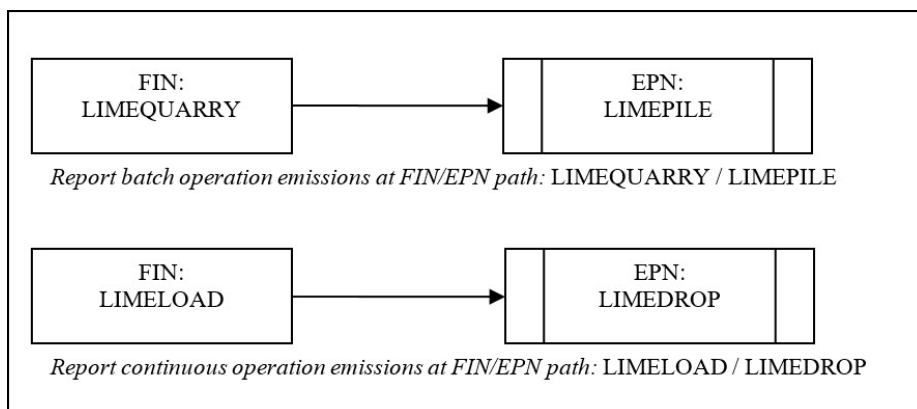 FIN:
LIMEQUARRY
EPN:
LIMEPILE
Report batch operation emissions at FIN/EPN path: LIMEQUARRY / LIMEPILE
FIN:
LIMELOAD
EPN:
LIMEDROP
Report continuous operation emissions at FIN/EPN path: LIMELOAD / LIMEDROP